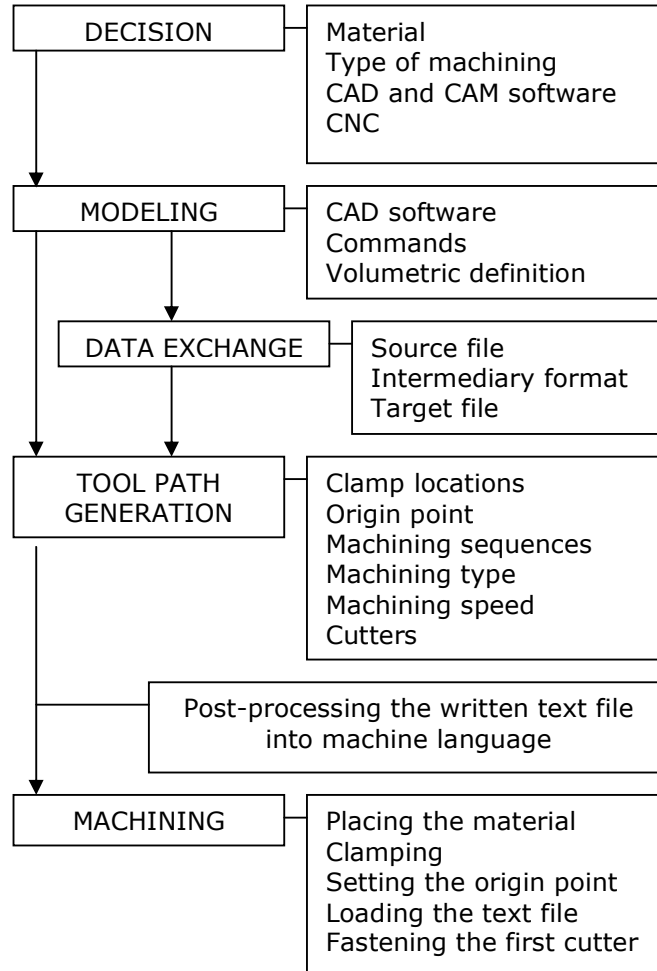 DECISION
Material
Type of machining
CAD and CAM software
CNC
MODELING
CAD software
Commands
Volumetric definition
DATA EXCHANGE
Source file
Intermediary format
Target file
TOOL PATH
GENERATION
Clamp locations
Origin point
Machining sequences
Machining type
Machining speed
Cutters
Post-processing the written text file
into machine language
MACHINING
Placing the material
Clamping
Setting the origin point
Loading the text file
Fastening the first cutter